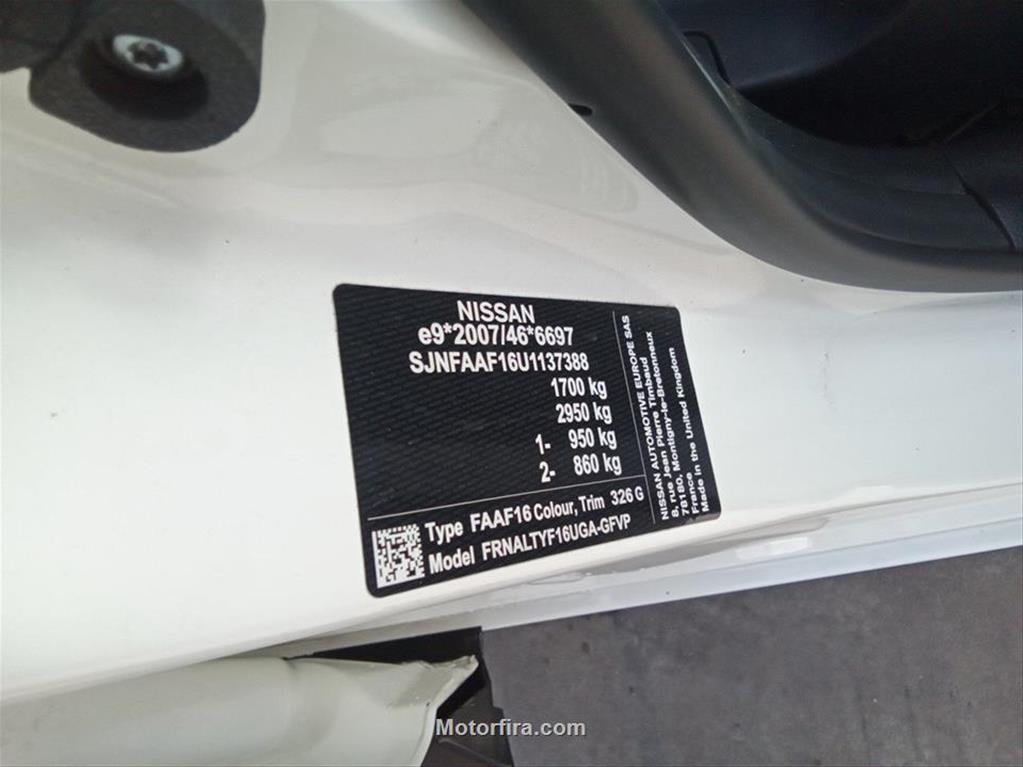 NISSAN
e9*2007/46*6697
SJNFAAF16U1137388
1700 kg
2950 kg
1- 950 kg
2- 860 kg
Type FAAF16 Colour, Trim 326 G
Model FRNALTYF16UGA-GFVP
NISSAN AUTOMOTIVE EUROPE SAS
8, rue Jean Pierre Timbaud
78180, Montigny-le-Bretonneux
France
Made in the United Kingdom
Motorfira.com